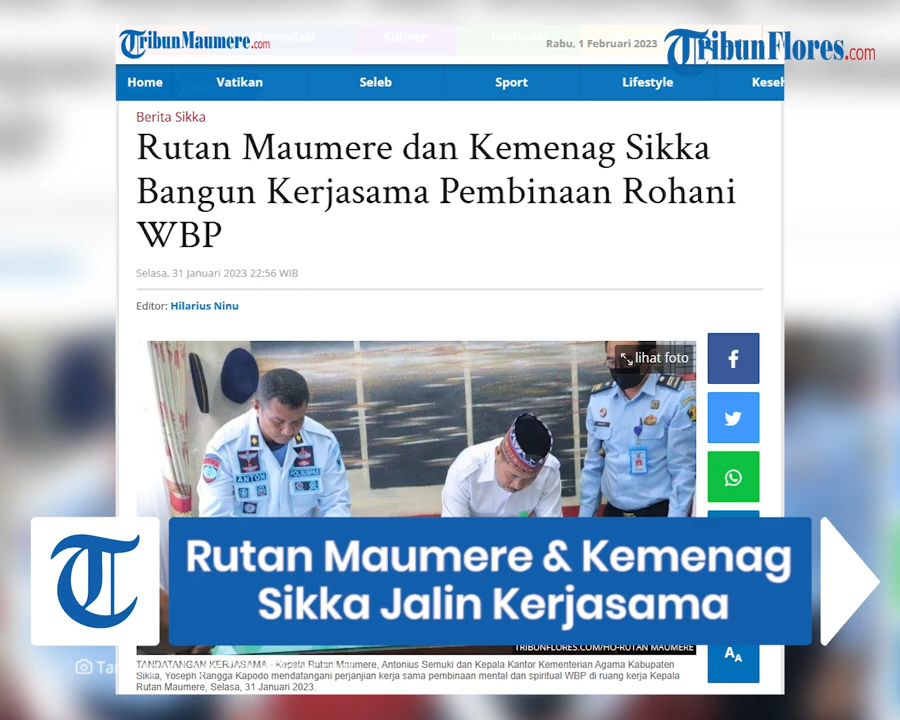 TribunMaumere.com
Kuliner
Rabu, 1 Februari 2023
TribunFlores.com
Home
Vatikan
Seleb
Sport
Lifestyle
Keseh
Berita Sikka
Rutan Maumere dan Kemenag Sikka
Bangun Kerjasama Pembinaan Rohani
WBP
Selasa, 31 Januari 2023 22:56 WIB
Editor: Hilarius Ninu
lihat foto
ANTON
POLSUSPAS
T
Rutan Maumere & Kemenag
Sikka Jalin Kerjasama
TRIBUNFLORES.COM/HO-RUTAN MAUMERE
AA
TANDATANGAN KERJASAMA - Kepala Rutan Maumere, Antonius Semuki dan Kepala Kantor Kementerian Agama Kabupaten
Sikka, Yoseph Rangga Kapodo mendatangani perjanjian kerja sama pembinaan mental dan spiritual WBP di ruang kerja Kepala
Rutan Maumere, Selasa, 31 Januari 2023.